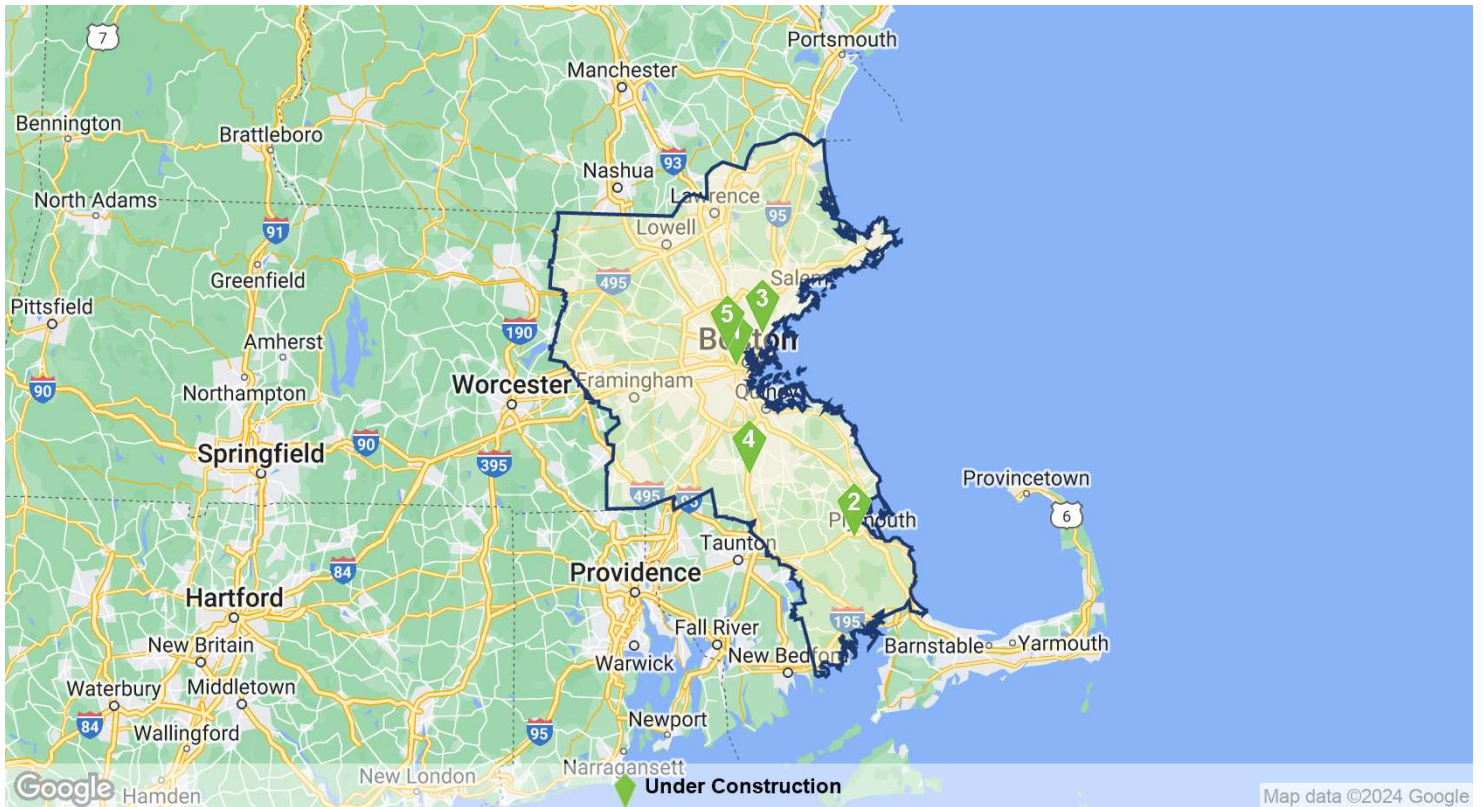 7
Portsmouth
Manchester
Bennington
Brattleboro
93
Nashua
North Adams
Lawrence
95
91
Lowell
Greenfield
495
Salem
3
Pittsfield
5
190
Boston
Amherst
Worcester
Framingham
90
Northampton
Quincy
4
90
Springfield
395
Provincetown
495
95
2
6
Plymouth
Taunton
84
Providence
Hartford
195
New Britain
Fall River
Barnstable
Yarmouth
Warwick
New Bedford
Waterbury
Middletown
84
95
Newport
Wallingford
Narragansett
Google
New London
Under Construction
Hamden
Map data ©2024 Google